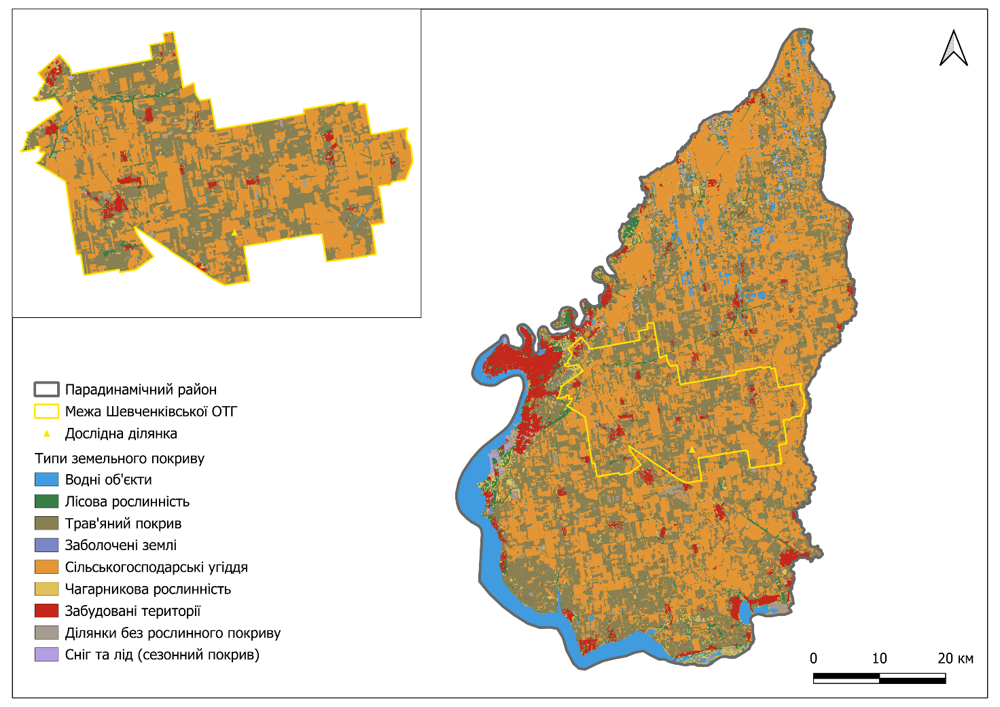 Парадинамічний район
Межа Шевченківської ОТГ
Дослідна ділянка
Типи земельного покриву
Водні об'єкти
Лісова рослинність
Трав'яний покрив
Заболочені землі
Сільськогосподарські угіддя
Чагарникова рослинність
Забудовані території
Ділянки без рослинного покриву
Сніг та лід (сезонний покрив)
0 10 20 км